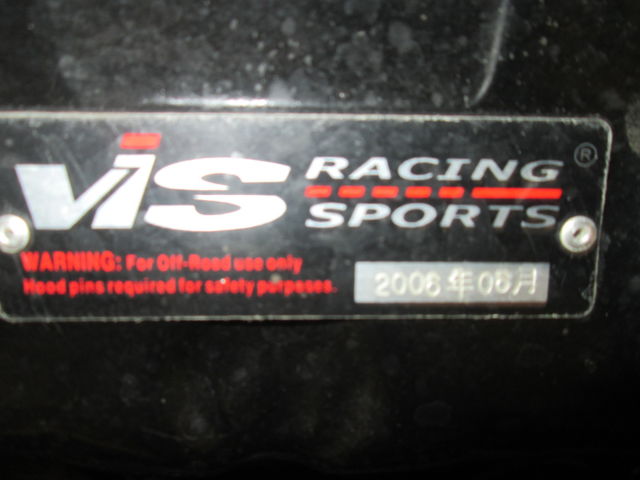 ViS RACING ®
SPORTS
WARNING: For Off-Road use only
Hood pins required for safety purposes.
2006年06月